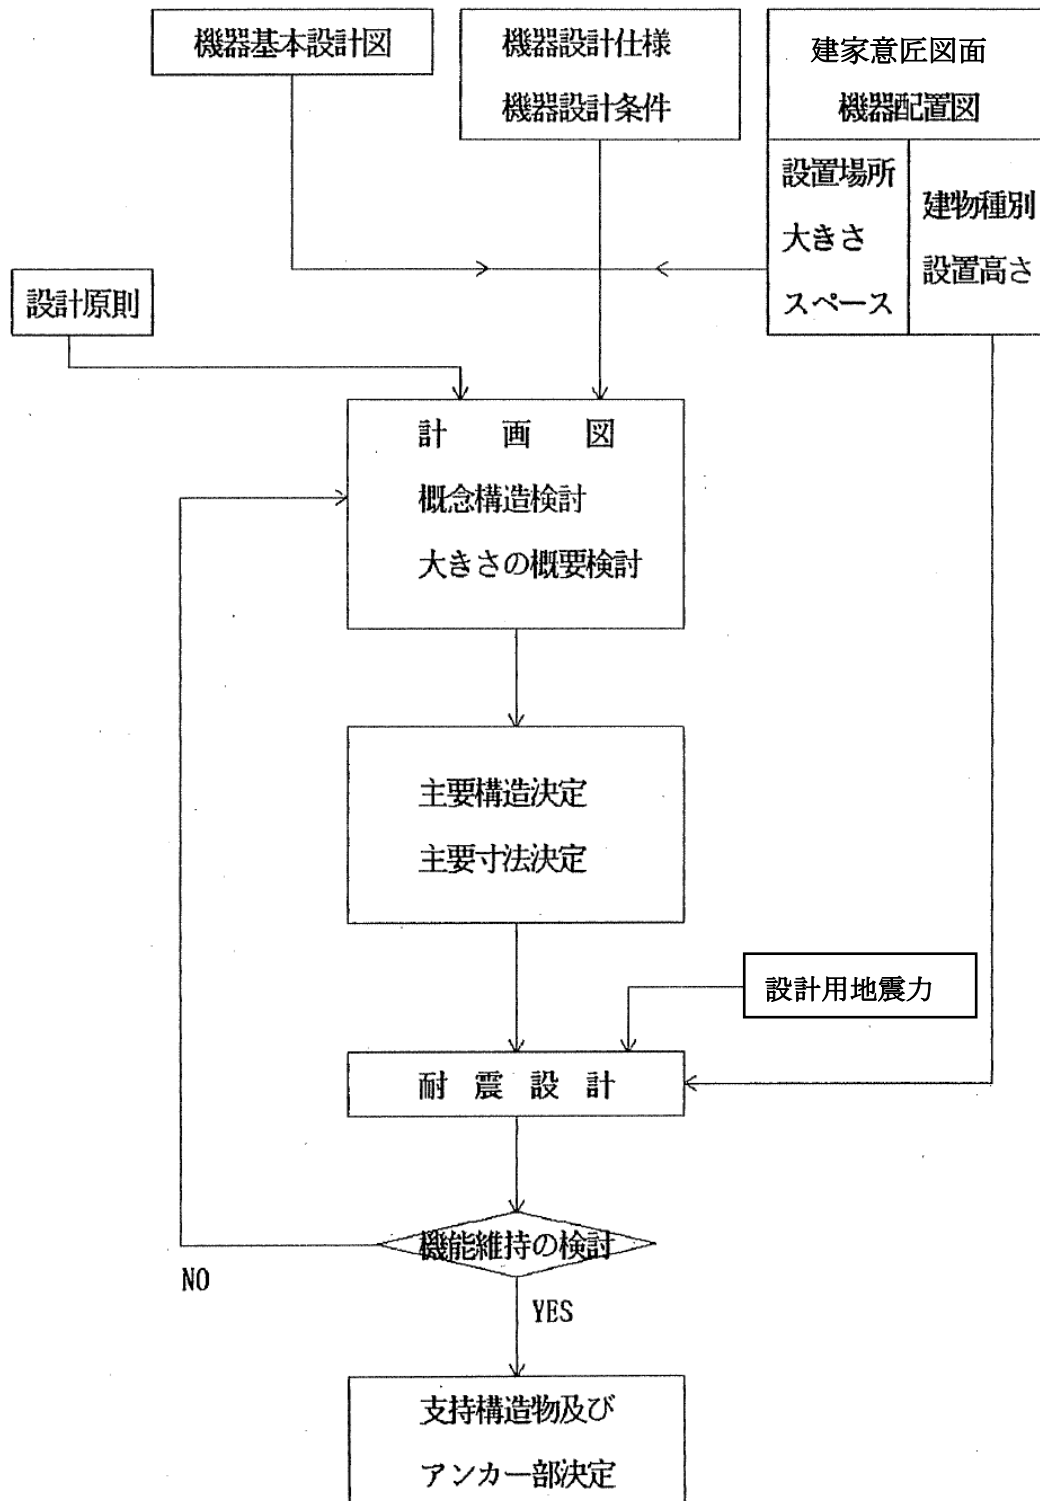 機器基本設計図
機器設計仕様
機器設計条件
建家意匠図面
機器配置図
設置場所
大きさ
スペース
建物種別
設置高さ
設計原則
計 画 図
概念構造検討
大きさの概要検討
主要構造決定
主要寸法決定
設計用地震力
耐 震 設 計
機能維持の検討
NO
YES
支持構造物及び
アンカー部決定